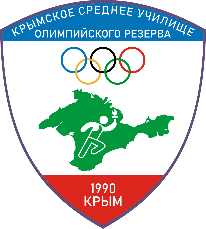 КРЫМСКОЕ СРЕДНЕЕ УЧИЛИЩЕ
ОЛИМПИЙСКОГО РЕЗЕРВА
1990
КРЫМ